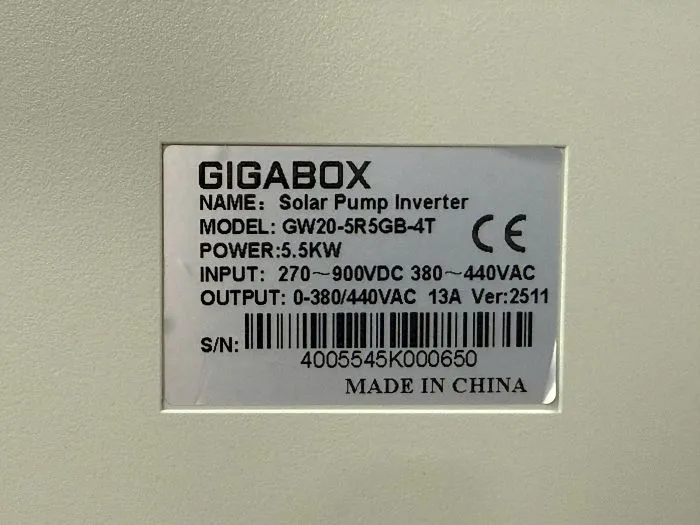 GIGABOX
NAME: Solar Pump Inverter
MODEL: GW20-5R5GB-4T
POWER:5.5KW
CE
INPUT: 270~900VDC 380~440VAC
OUTPUT: 0-380/440VAC 13A Ver:2511
S/N:
4005545K000650
MADE IN CHINA